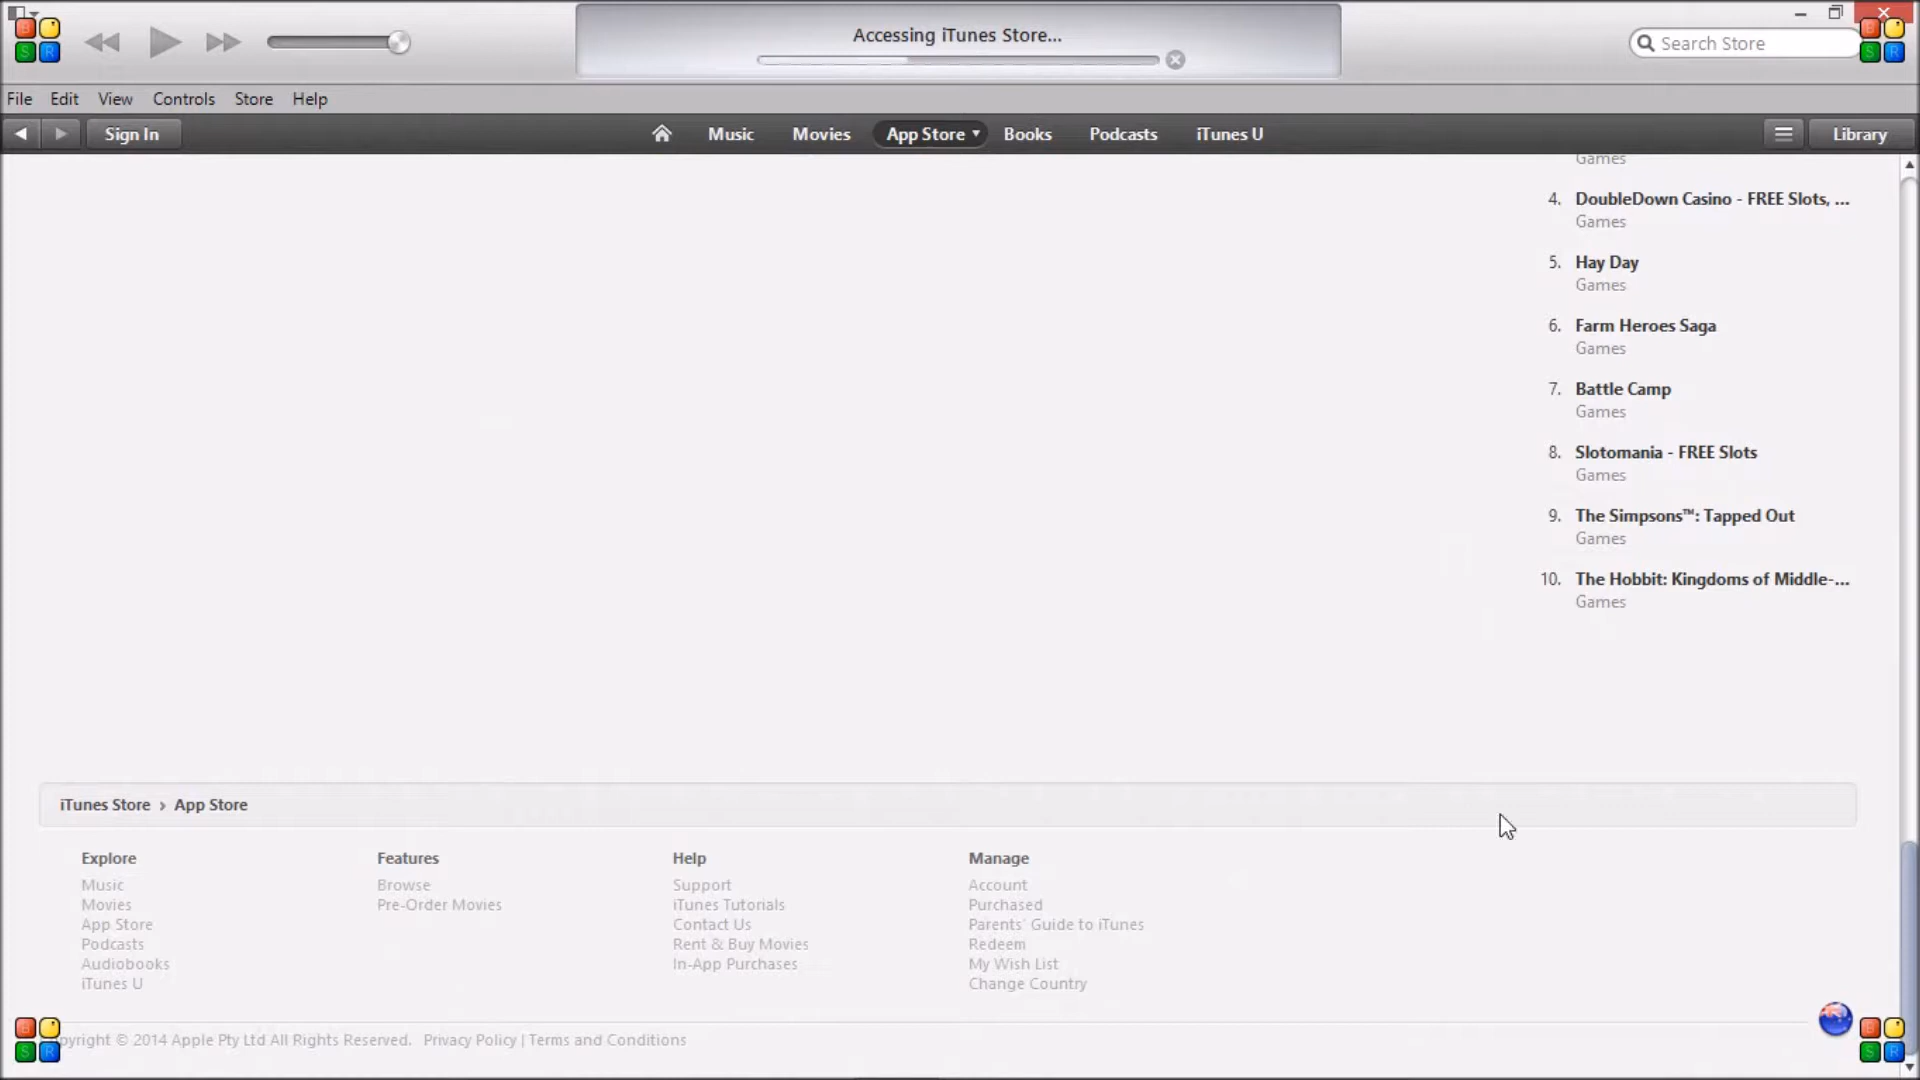 Accessing iTunes Store...
Search Store
File Edit View Controls Store Help
Sign In Music Movies App Store Books Podcasts iTunes U Library
Games
4. DoubleDown Casino - FREE Slots, ...
Games
5. Hay Day
Games
6. Farm Heroes Saga
Games
7. Battle Camp
Games
8. Slotomania - FREE Slots
Games
9. The Simpsons™: Tapped Out
Games
10. The Hobbit: Kingdoms of Middle-...
Games
iTunes Store › App Store
Explore
Music
Movies
App Store
Podcasts
Audiobooks
iTunes U
Features
Browse
Pre-Order Movies
Help
Support
iTunes Tutorials
Contact Us
Rent & Buy Movies
In-App Purchases
Manage
Account
Purchased
Parents' Guide to iTunes
Redeem
My Wish List
Change Country
pyright © 2014 Apple Pty Ltd All Rights Reserved. Privacy Policy | Terms and Conditions